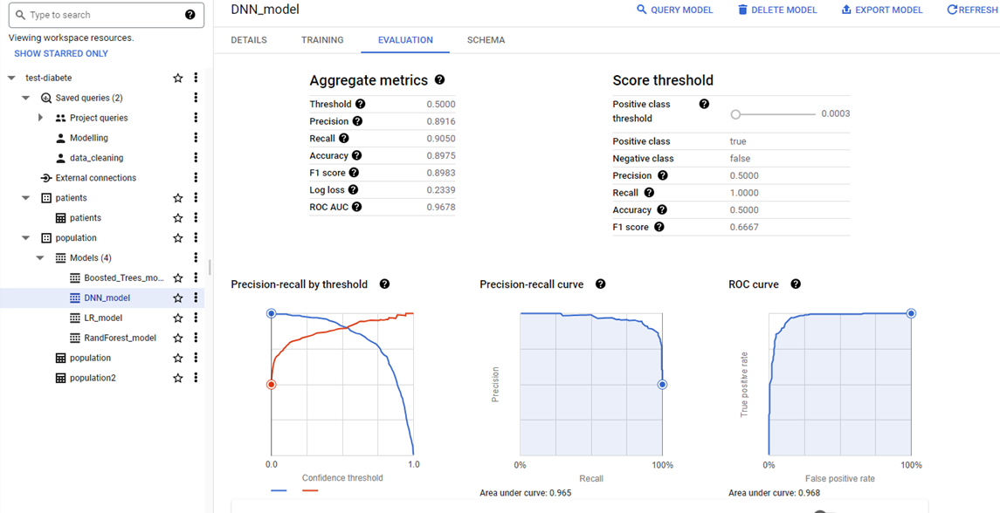 Type to search
Viewing workspace resources.
SHOW STARRED ONLY
test-diabete
Saved queries (2)
Project queries
Modelling
data_cleaning
External connections
patients
patients
population
Models (4)
Boosted_Trees_mo...
DNN_model
LR_model
RandForest_model
population
population2
DNN_model
QUERY MODEL
DELETE MODEL
EXPORT MODEL
REFRESH
DETAILS
TRAINING
EVALUATION
SCHEMA
Aggregate metrics
Threshold 0.5000
Precision 0.8916
Recall 0.9050
Accuracy 0.8975
F1 score 0.8983
Log loss 0.2339
ROC AUC 0.9678
Score threshold
Positive class
threshold
0.0003
Positive class true
Negative class false
Precision 0.5000
Recall 1.0000
Accuracy 0.5000
F1 score 0.6667
Precision-recall by threshold
0.0 1.0
Confidence threshold
Precision-recall curve
Precision
0% 100%
Recall
Area under curve: 0.965
ROC curve
True positive rate
0% 100%
False positive rate
Area under curve: 0.968